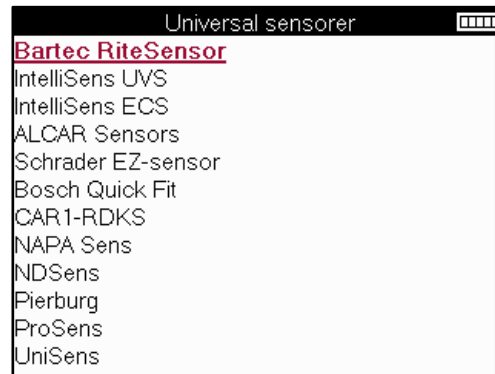 Universal sensorer
Bartec RiteSensor
IntelliSens UVS
IntelliSens ECS
ALCAR Sensors
Schrader EZ-sensor
Bosch Quick Fit
CAR1-RDKS
NAPA Sens
NDSens
Pierburg
ProSens
UniSens